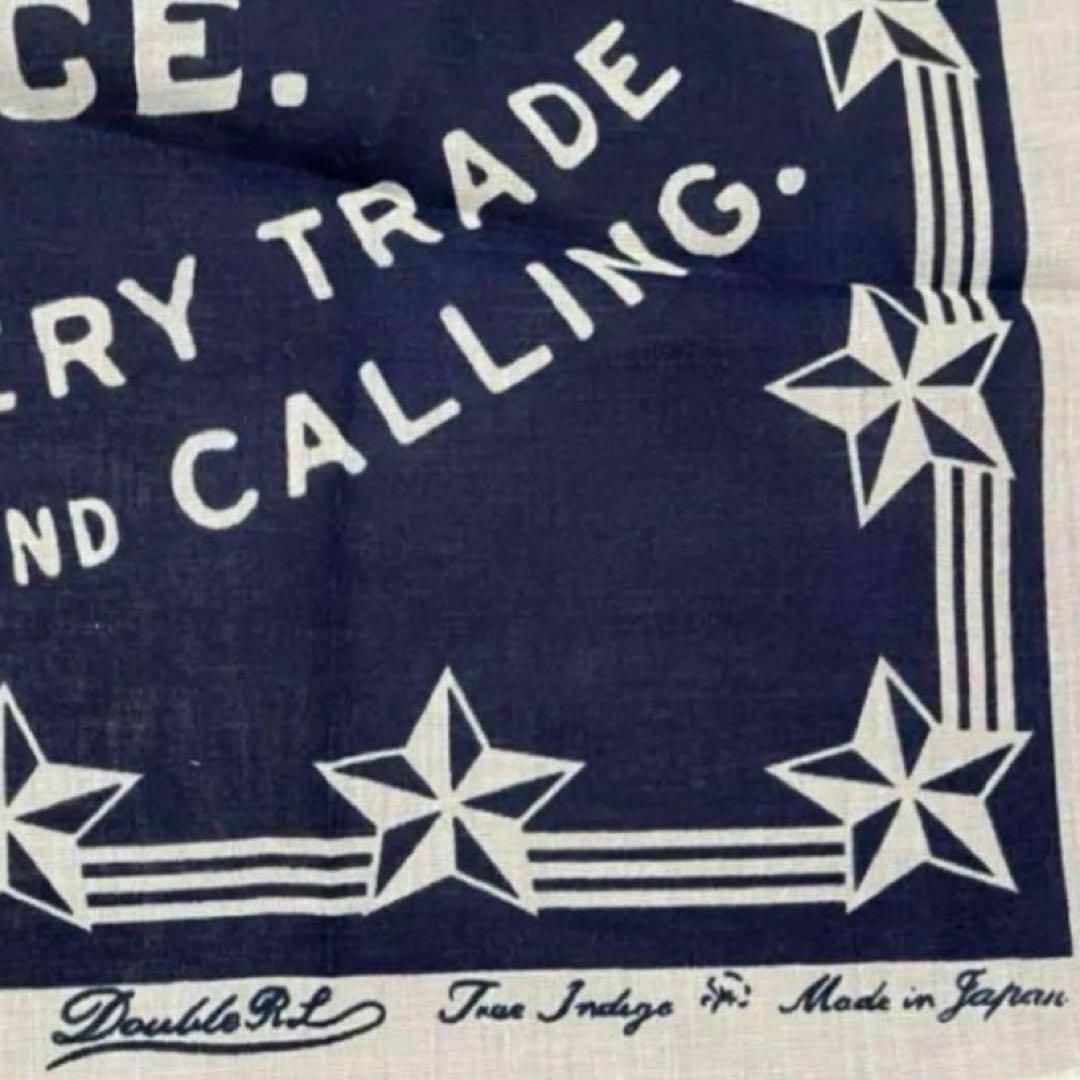 CE.
ERY TRADE
ND CALLING.
Double RL True Indigo Made in Japan